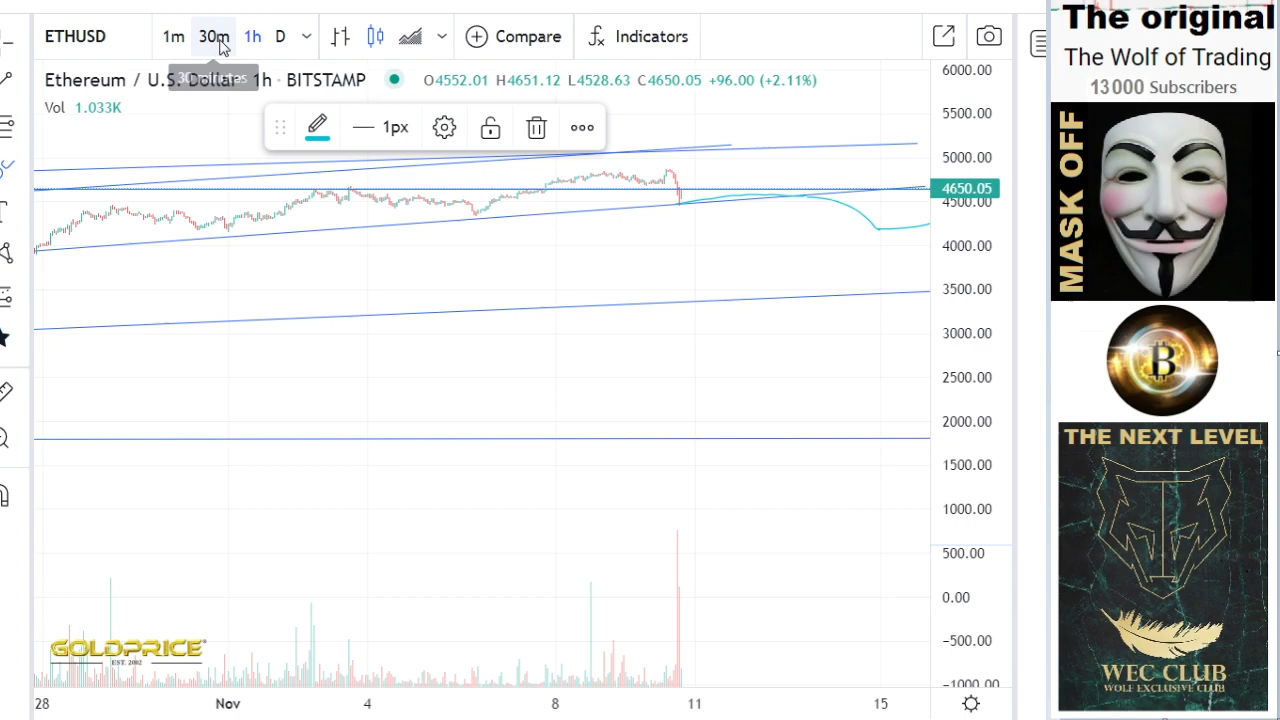 ETHUSD
1m 30m 1h D
Compare
Indicators
30 minutes
Ethereum / U.S. Dollar · 1h · BITSTAMP
O4552.01 H4651.12 L4528.63 C4650.05 +96.00 (+2.11%)
Vol 1.033K
1px
6000.00
5500.00
5000.00
4650.05
4500.00
4000.00
3500.00
3000.00
2500.00
2000.00
1500.00
1000.00
500.00
0.00
−500.00
−1000.00
28 Nov 4 8 11 15
GOLDPRICE®
EST. 2002
The original
The Wolf of Trading
13000 Subscribers
MASK OFF
B
THE NEXT LEVEL
WEC CLUB
WOLF EXCLUSIVE CLUB